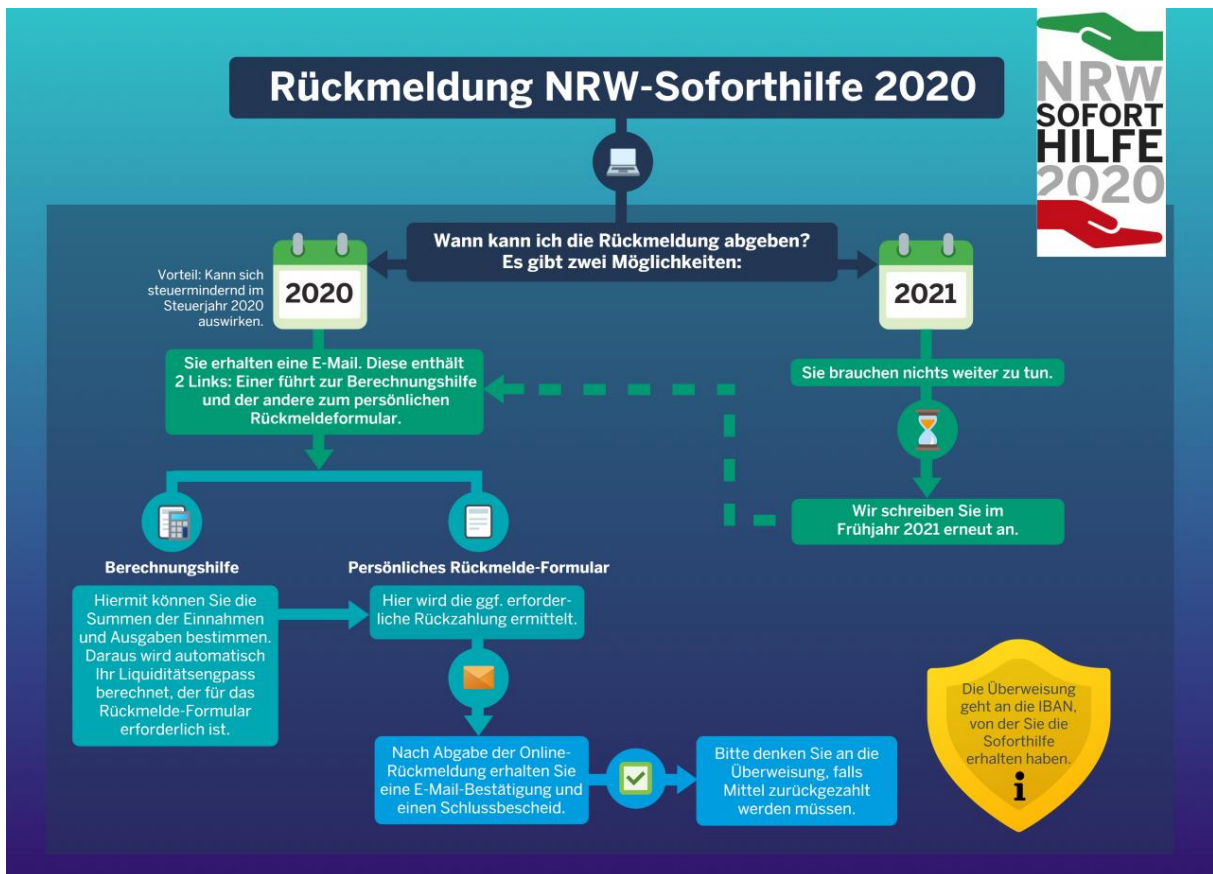 Rückmeldung NRW-Soforthilfe 2020
NRW
SOFORT
HILFE
2020
Wann kann ich die Rückmeldung abgeben?
Es gibt zwei Möglichkeiten:
Vorteil: Kann sich
steuermindernd im
Steuerjahr 2020
auswirken.
2020
2021
Sie erhalten eine E-Mail. Diese enthält
2 Links: Einer führt zur Berechnungshilfe
und der andere zum persönlichen
Rückmeldeformular.
Sie brauchen nichts weiter zu tun.
Wir schreiben Sie im
Frühjahr 2021 erneut an.
Berechnungshilfe
Hiermit können Sie die
Summen der Einnahmen
und Ausgaben bestimmen.
Daraus wird automatisch
Ihr Liquiditätsengpass
berechnet, der für das
Rückmelde-Formular
erforderlich ist.
Persönliches Rückmelde-Formular
Hier wird die ggf. erforder-
liche Rückzahlung ermittelt.
Nach Abgabe der Online-
Rückmeldung erhalten Sie
eine E-Mail-Bestätigung und
einen Schlussbescheid.
Bitte denken Sie an die
Überweisung, falls
Mittel zurückgezahlt
werden müssen.
Die Überweisung
geht an die IBAN,
von der Sie die
Soforthilfe
erhalten haben.
i